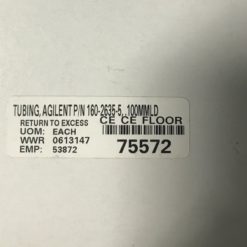 TUBING, AGILENT P/N 160-2635-5, .100MMLD
RETURN TO EXCESS CE CE FLOOR
UOM: EACH
WWR 0613147 75572
EMP: 53872